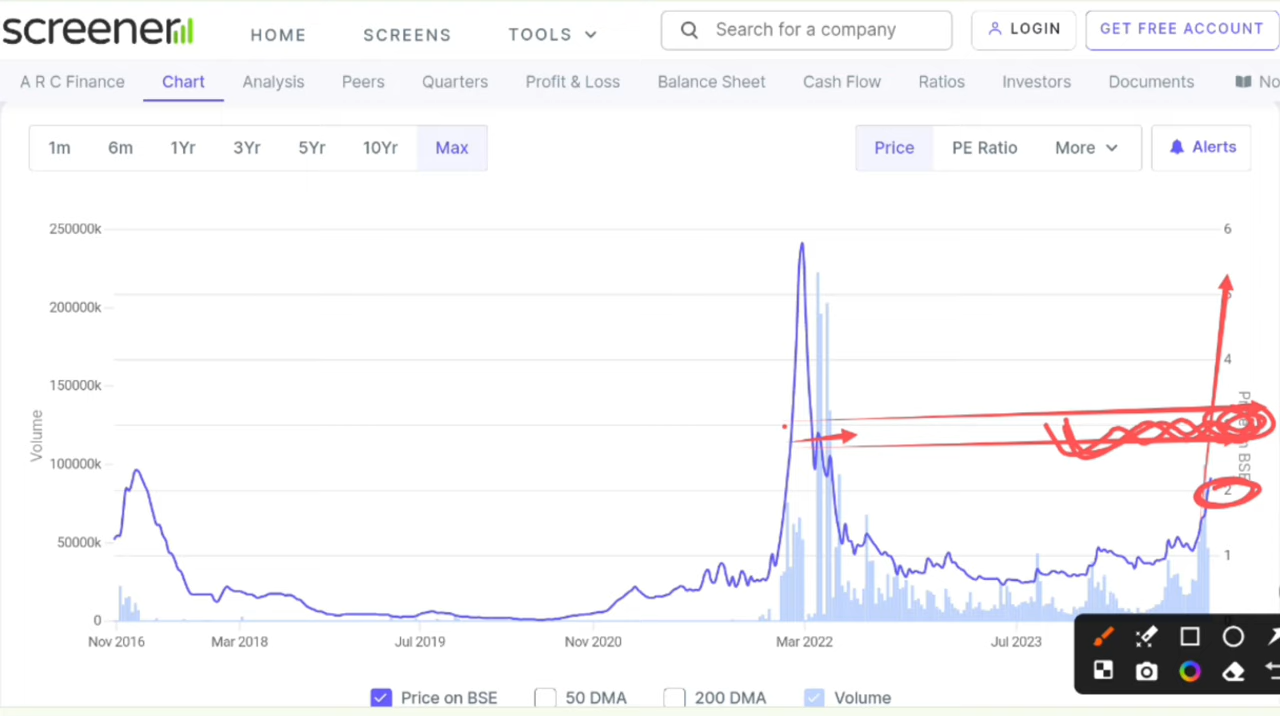 screener
HOME SCREENS TOOLS
Search for a company
LOGIN
GET FREE ACCOUNT
A R C Finance Chart Analysis Peers Quarters Profit & Loss Balance Sheet Cash Flow Ratios Investors Documents No
1m 6m 1Yr 3Yr 5Yr 10Yr Max
Price PE Ratio More
Alerts
250000k
200000k
150000k
100000k
50000k
0
Volume
6
4
2
1
BSE
Nov 2016 Mar 2018 Jul 2019 Nov 2020 Mar 2022 Jul 2023
Price on BSE 50 DMA 200 DMA Volume